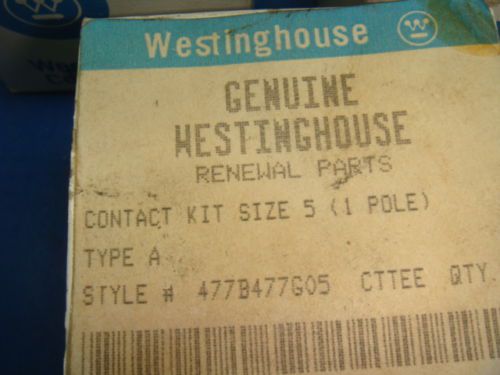 Westinghouse W
GENUINE
WESTINGHOUSE
RENEWAL PARTS
CONTACT KIT SIZE 5 (1 POLE)
TYPE A
STYLE # 477B477G05 CTTEE QTY.